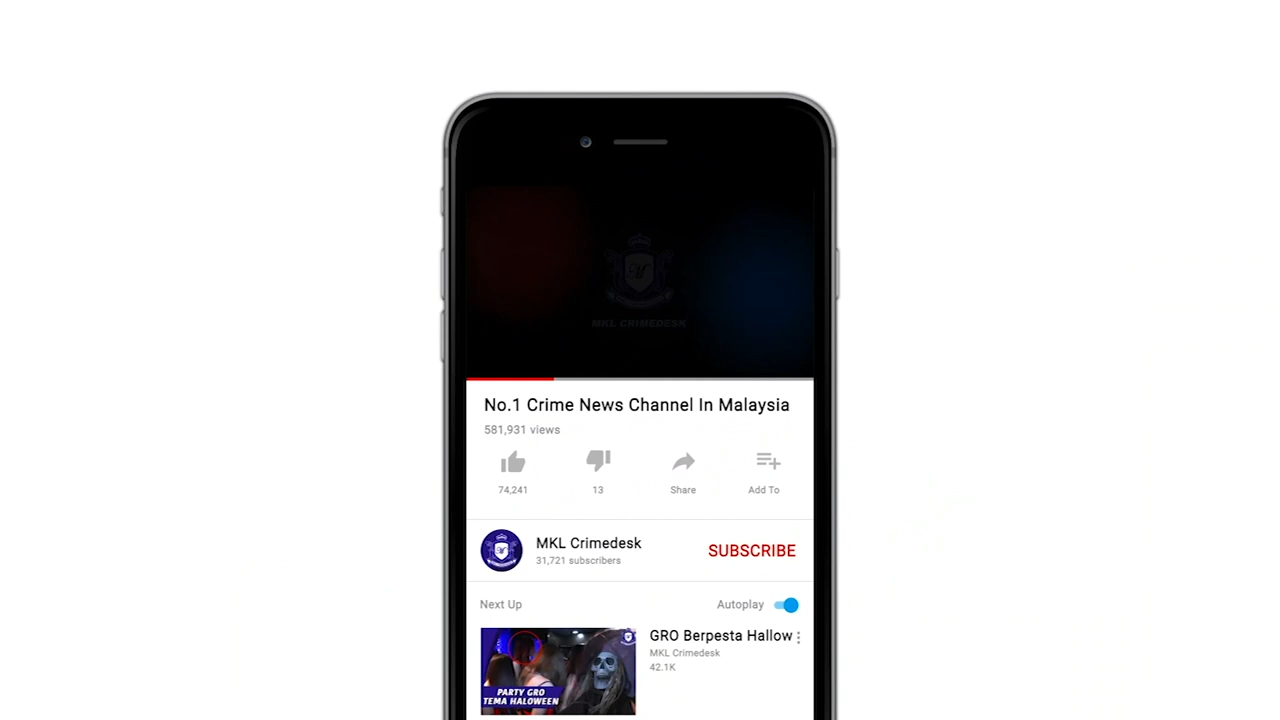 MKL CRIMEDESK
No.1 Crime News Channel In Malaysia
581,931 views
74,241
13
Share
Add To
MKL Crimedesk
31,721 subscribers
SUBSCRIBE
Next Up
Autoplay
GRO Berpesta Hallow
MKL Crimedesk
42.1K
PARTY GRO
TEMA HALOWEEN